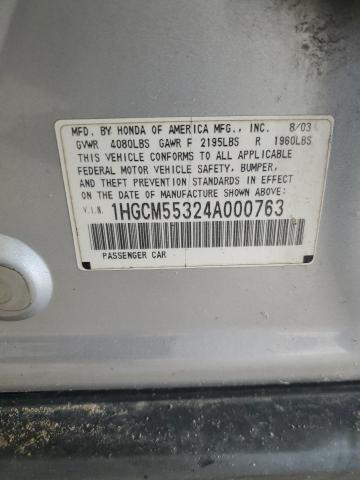 MFD. BY HONDA OF AMERICA MFG., INC. 8/03
GVWR 4080LBS GAWR F 2195LBS R 1960LBS
THIS VEHICLE CONFORMS TO ALL APPLICABLE
FEDERAL MOTOR VEHICLE SAFETY, BUMPER,
AND THEFT PREVENTION STANDARDS IN EFFECT
ON THE DATE OF MANUFACTURE SHOWN ABOVE.
V.I.N. 1HGCM55324A000763
PASSENGER CAR